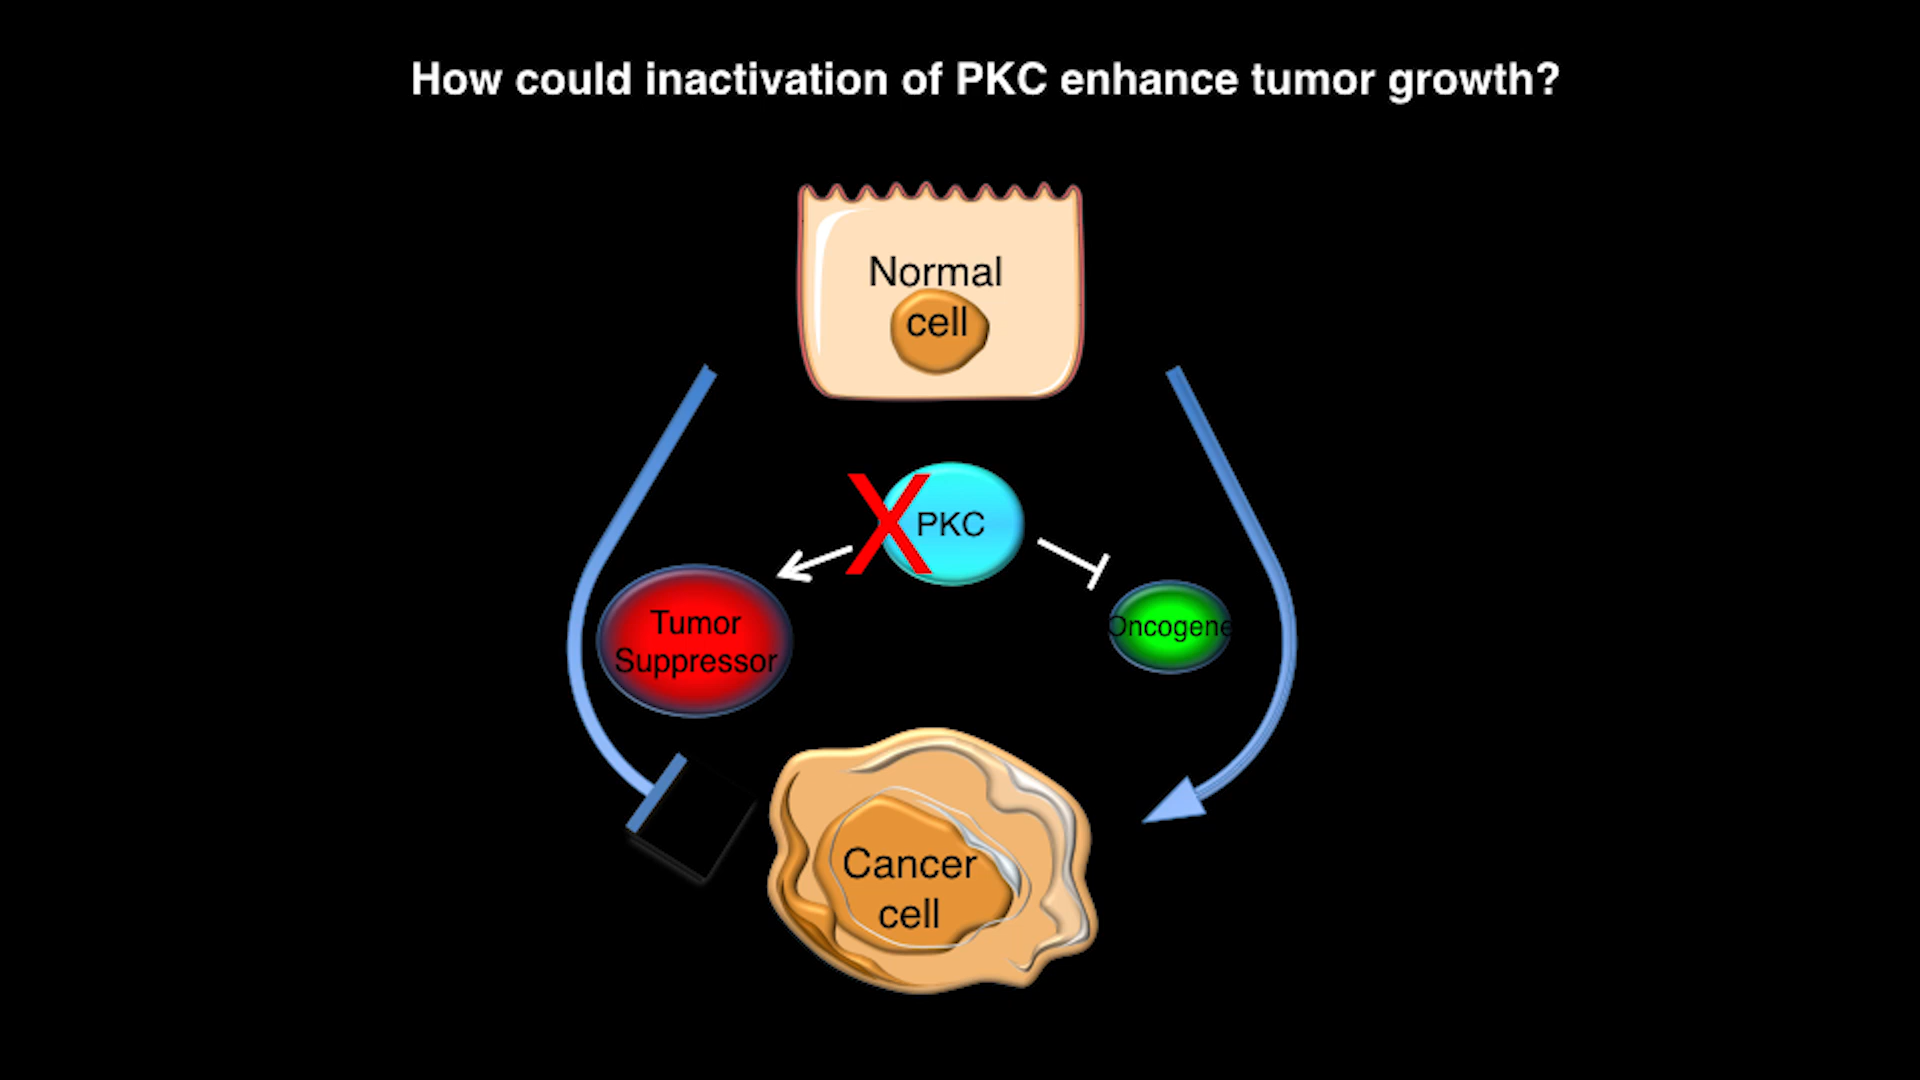 How could inactivation of PKC enhance tumor growth?
Normal
cell
X
PKC
Tumor
Suppressor
Oncogene
Cancer
cell